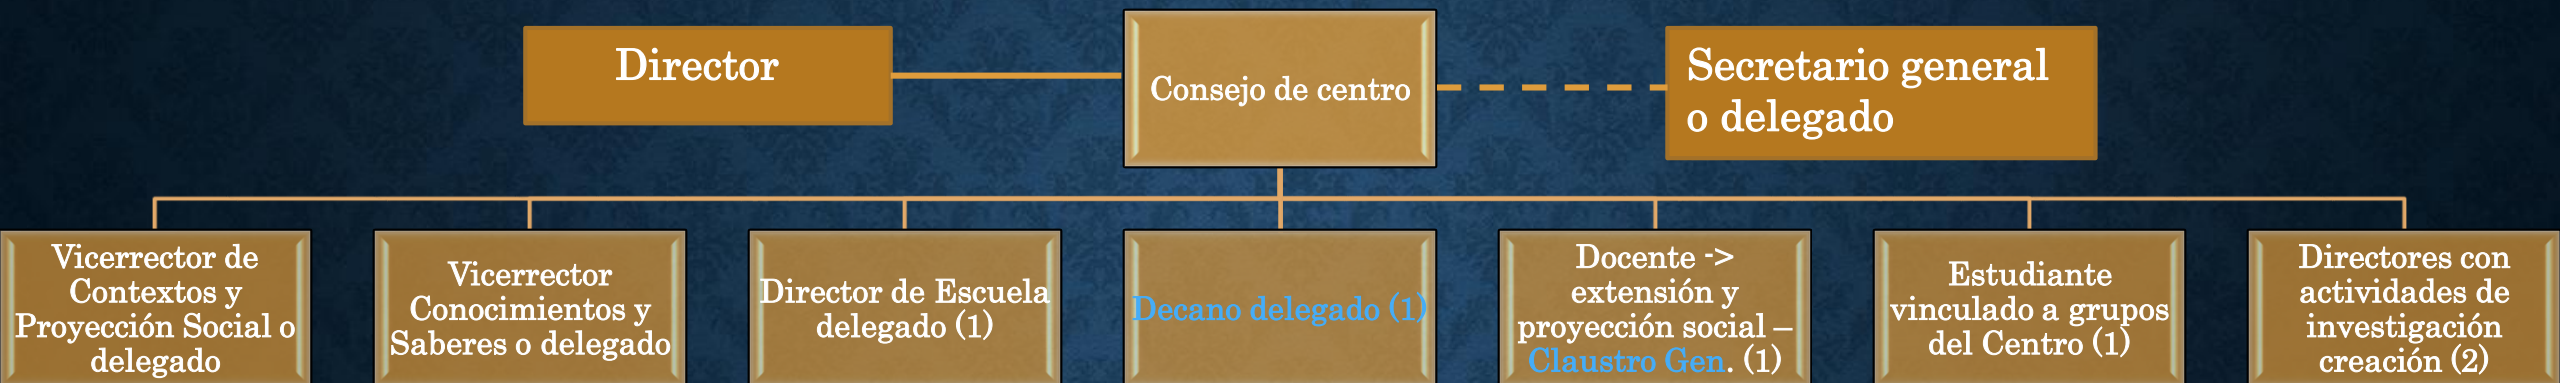 Director
Consejo de centro
Secretario general
o delegado
Vicerrector de
Contextos y
Proyección Social o
delegado
Vicerrector
Conocimientos y
Saberes o delegado
Director de Escuela
delegado (1)
Decano delegado (1)
Docente ->
extensión y
proyección social –
Claustro Gen. (1)
Estudiante
vinculado a grupos
del Centro (1)
Directores con
actividades de
investigación
creación (2)